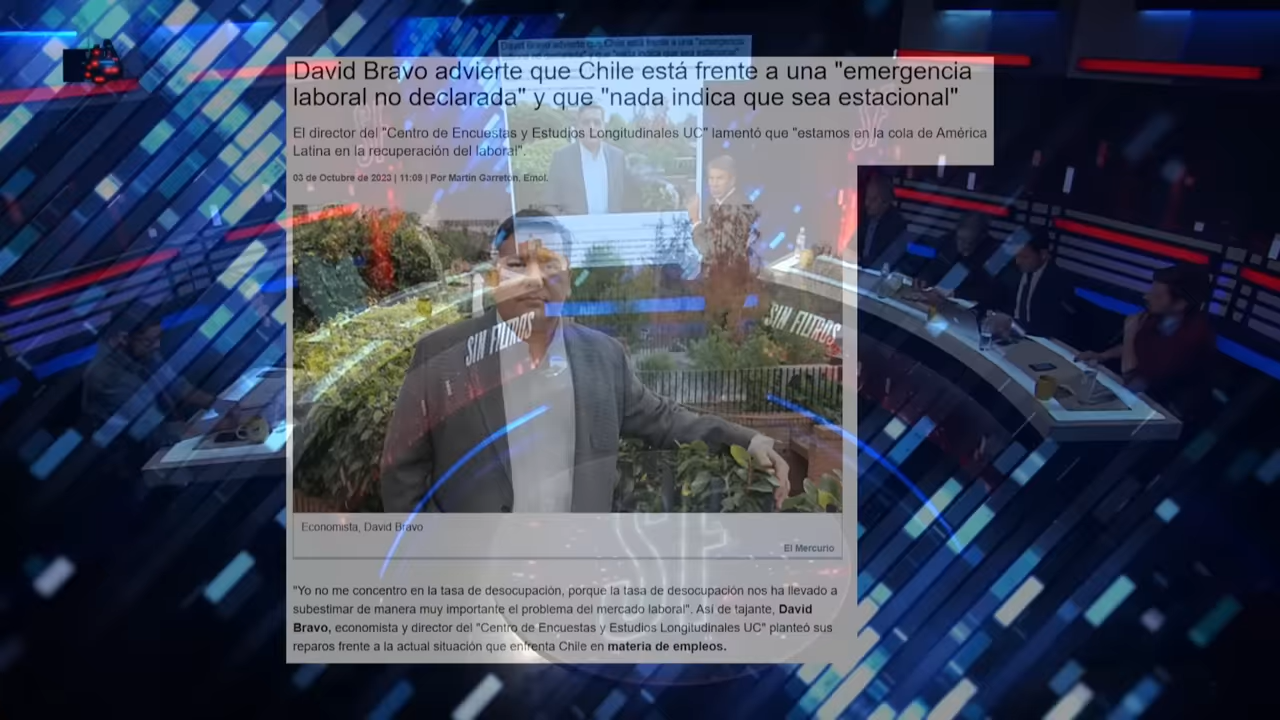 David Bravo advierte que Chile está frente a una "emergencia
laboral no declarada" y que "nada indica que sea estacional"
El director del "Centro de Encuestas y Estudios Longitudinales UC" lamentó que "estamos en la cola de América
Latina en la recuperación del laboral".
03 de Octubre de 2023 | 11:09 | Por Martín Garretón, Emol.
SIN FILTROS
SIN FILTROS
Economista, David Bravo
El Mercurio
"Yo no me concentro en la tasa de desocupación, porque la tasa de desocupación nos ha llevado a
subestimar de manera muy importante el problema del mercado laboral". Así de tajante, David
Bravo, economista y director del "Centro de Encuestas y Estudios Longitudinales UC" planteó sus
reparos frente a la actual situación que enfrenta Chile en materia de empleos.